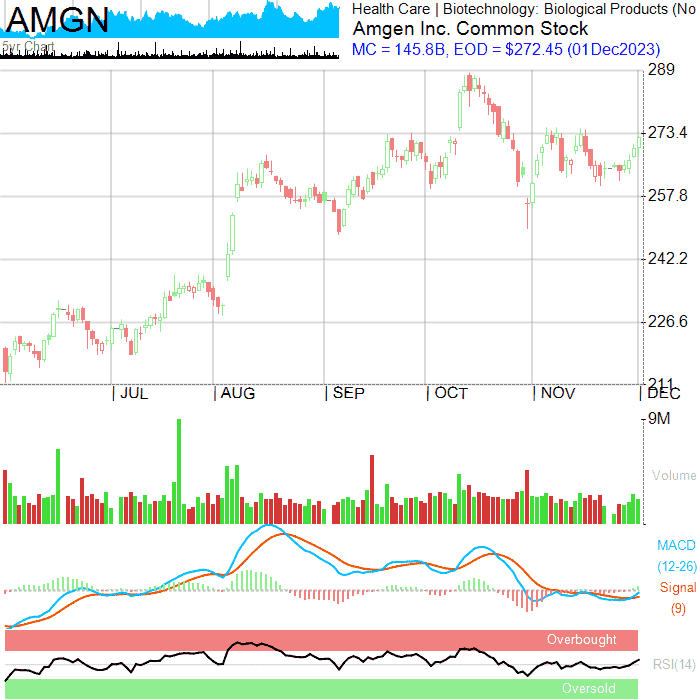 AMGN
5yr Chart
Health Care | Biotechnology: Biological Products (No
Amgen Inc. Common Stock
MC = 145.8B, EOD = $272.45 (01Dec2023)
289
273.4
257.8
242.2
226.6
211
JUL AUG SEP OCT NOV DEC
9M
Volume
MACD
(12-26)
Signal
(9)
Overbought
RSI(14)
Oversold